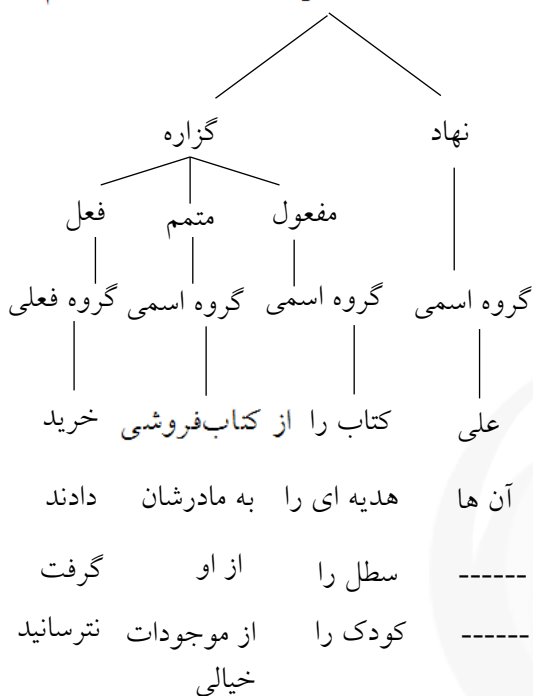 نهاد گزاره
مفعول متمم فعل
گروه اسمی گروه اسمی گروه اسمی گروه فعلی
علی کتاب را از کتاب‌فروشی خرید
آن ها هدیه ای را به مادرشان دادند
------ سطل را از او گرفت
------ کودک را از موجودات نترسانید
خیالی